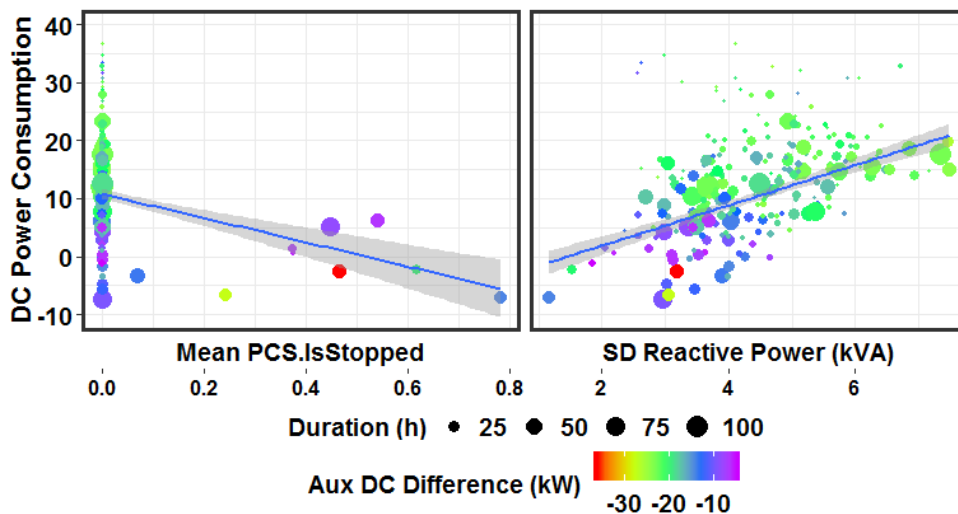 DC Power Consumption
40
30
20
10
0
-10
Mean PCS.IsStopped
SD Reactive Power (kVA)
0.0 0.2 0.4 0.6 0.8
2 4 6
Duration (h) 25 50 75 100
Aux DC Difference (kW)
-30 -20 -10